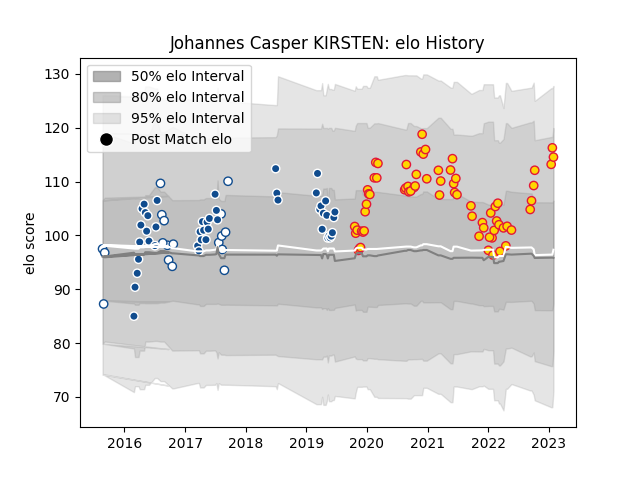 Johannes Casper KIRSTEN: elo History
50% elo Interval
80% elo Interval
95% elo Interval
Post Match elo
elo score
130
120
110
100
90
80
70
2016 2017 2018 2019 2020 2021 2022 2023